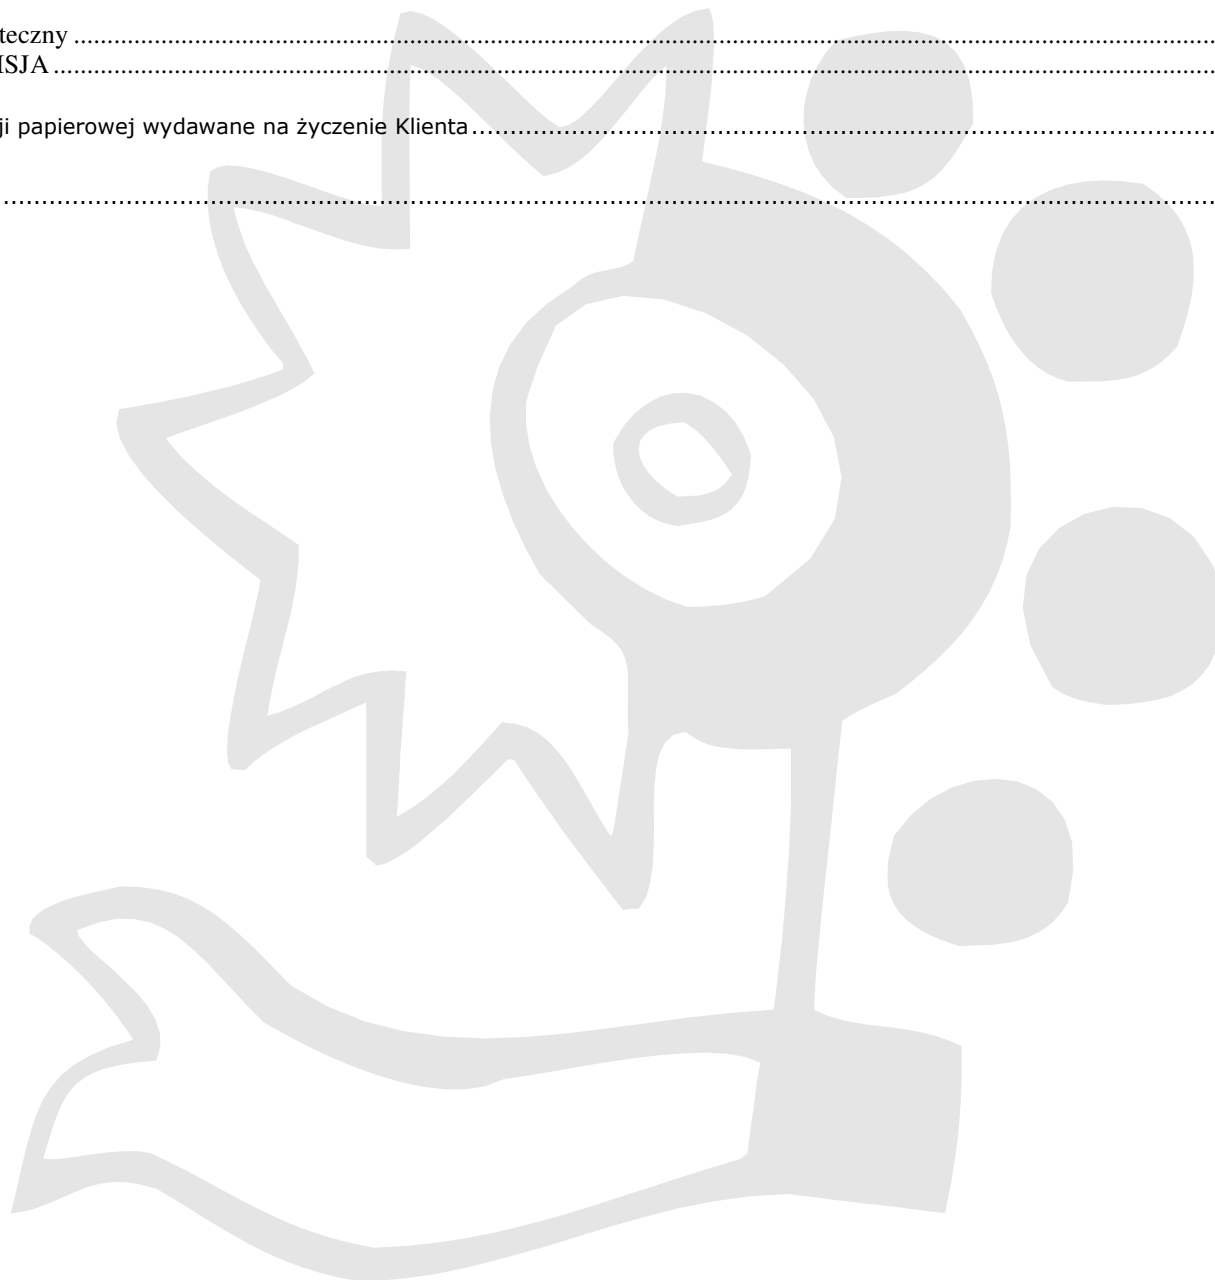 teczny ................................................................................................
ISJA ................................................................................................
ji papierowej wydawane na życzenie Klienta................................................................................
................................................................................................